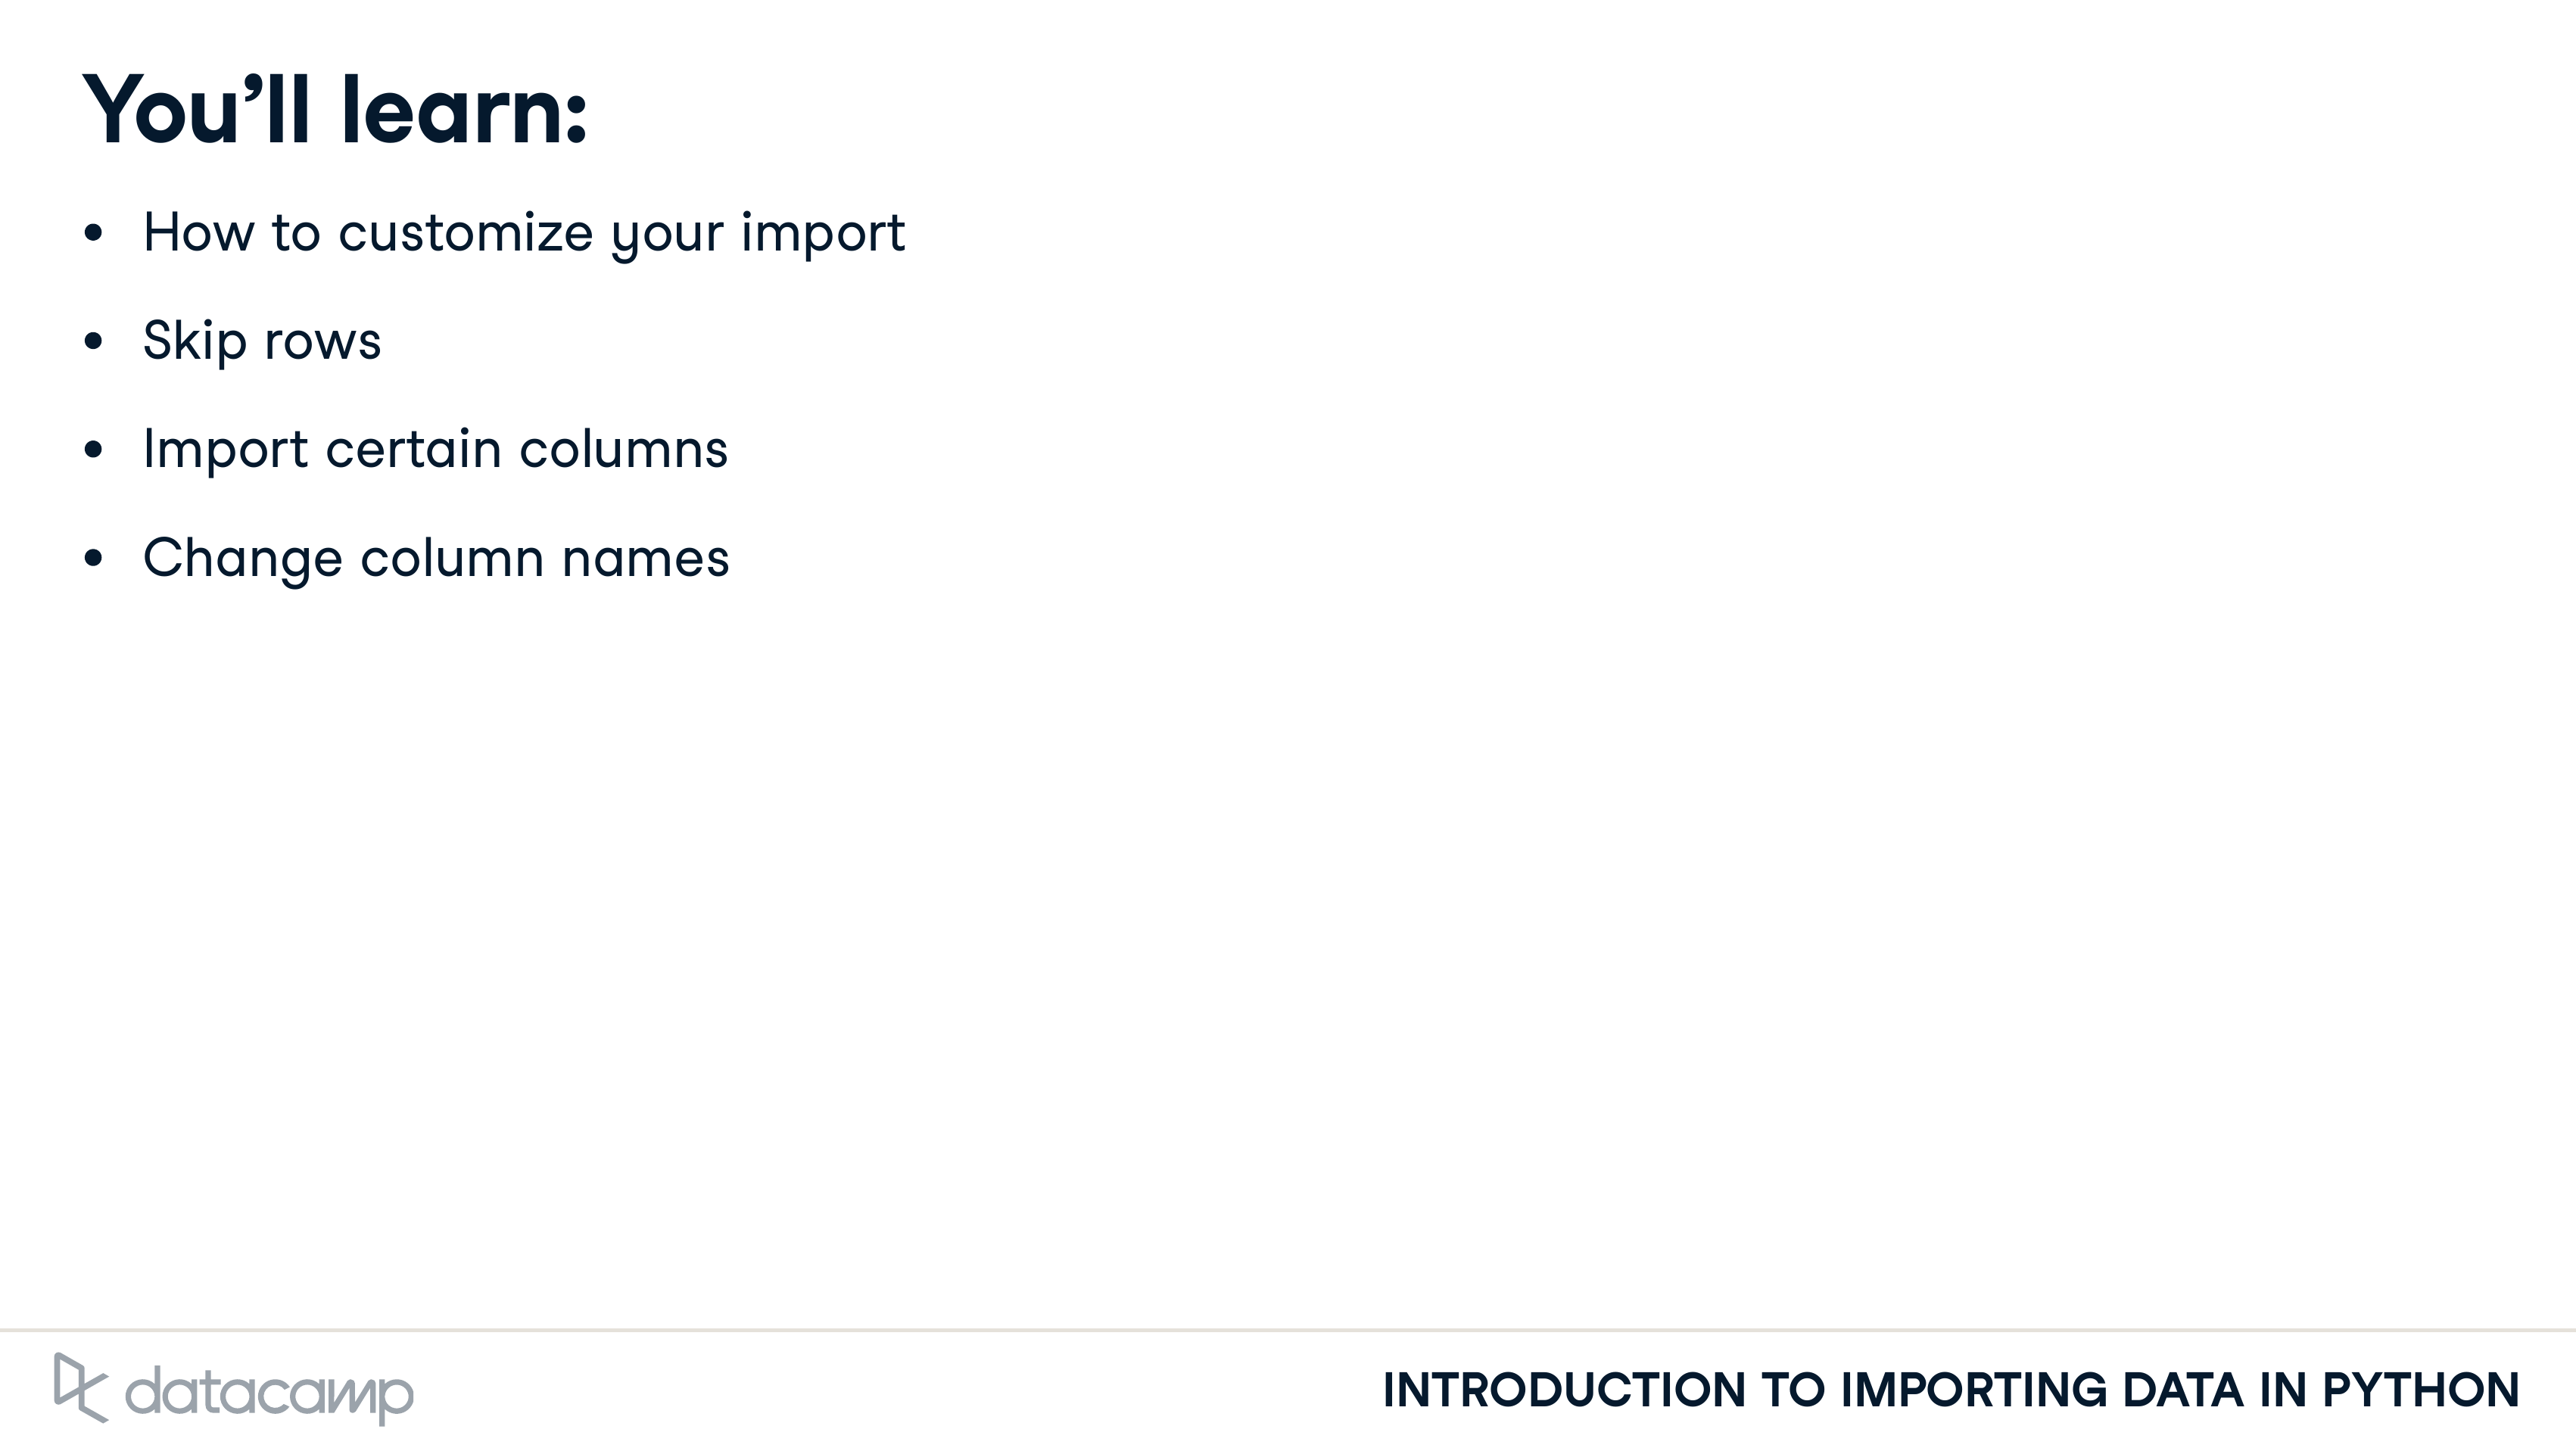 You’ll learn:
• How to customize your import
• Skip rows
• Import certain columns
• Change column names
datacamp
INTRODUCTION TO IMPORTING DATA IN PYTHON